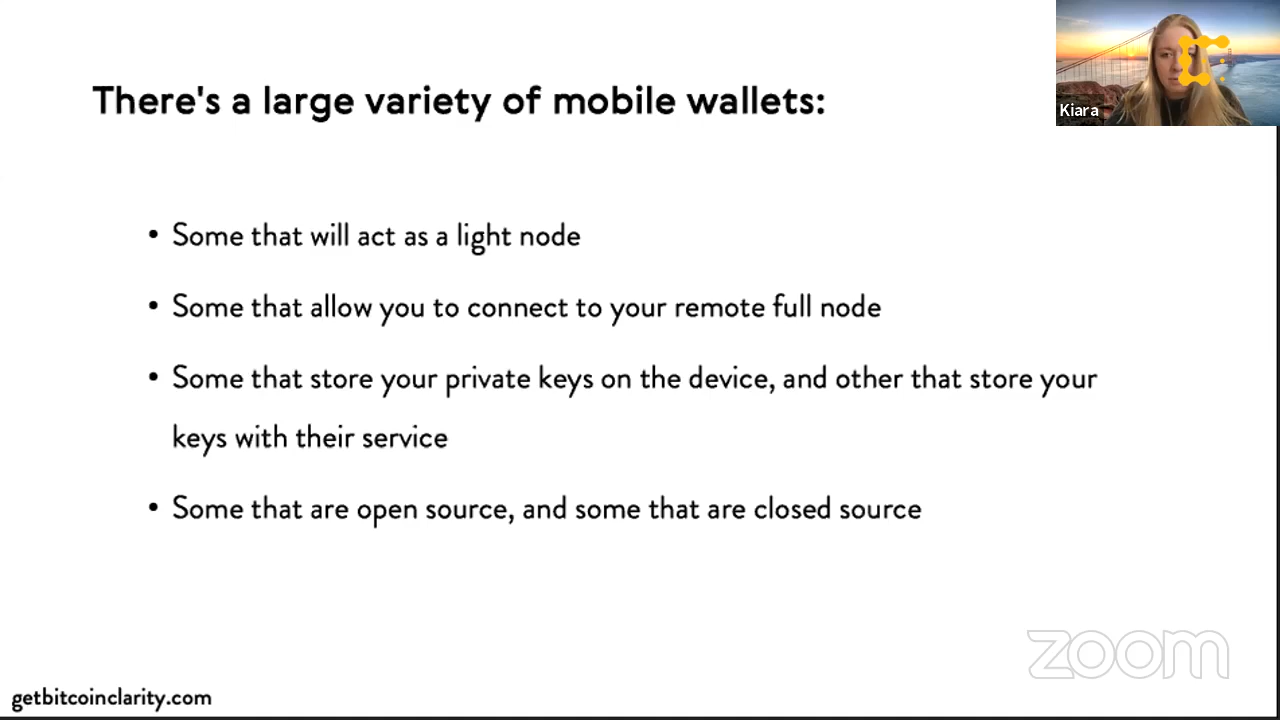 There's a large variety of mobile wallets:
Kiara
• Some that will act as a light node
• Some that allow you to connect to your remote full node
• Some that store your private keys on the device, and other that store your
keys with their service
• Some that are open source, and some that are closed source
zoom
getbitcoinclarity.com